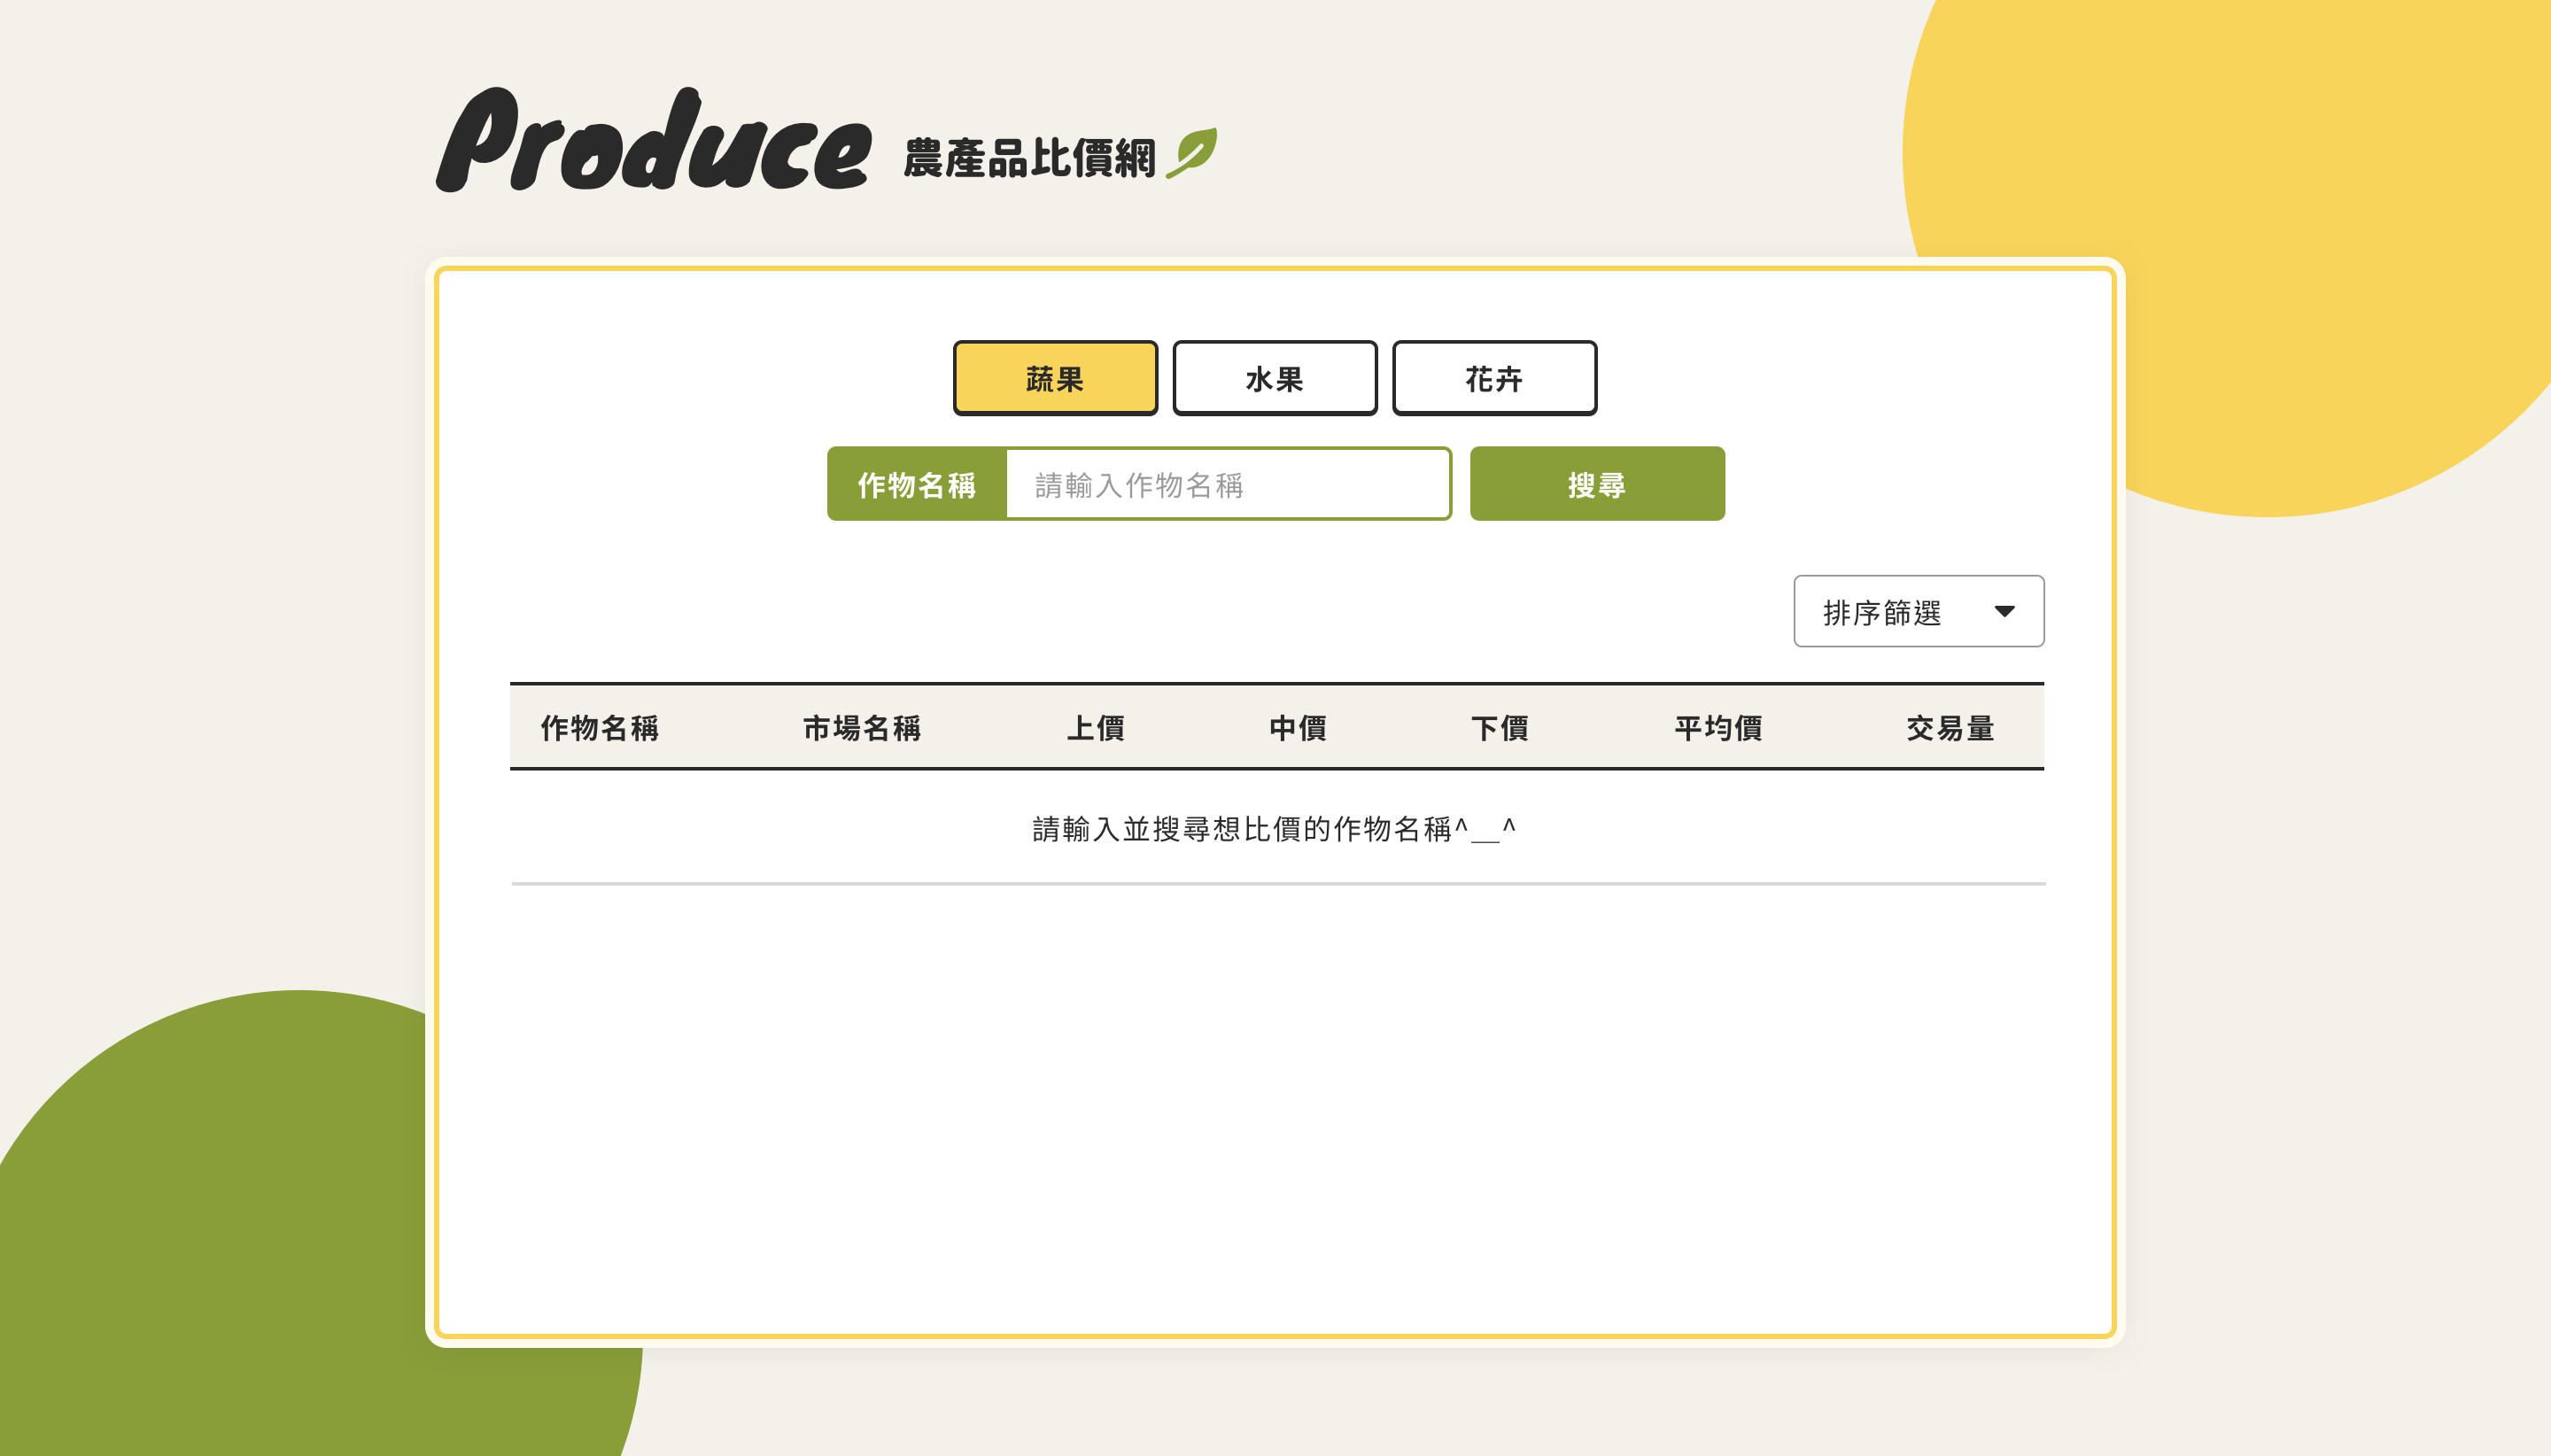 Produce 農產品比價網
蔬果 水果 花卉
作物名稱 請輸入作物名稱 搜尋
排序篩選
作物名稱 市場名稱 上價 中價 下價 平均價 交易量
請輸入並搜尋想比價的作物名稱^__^